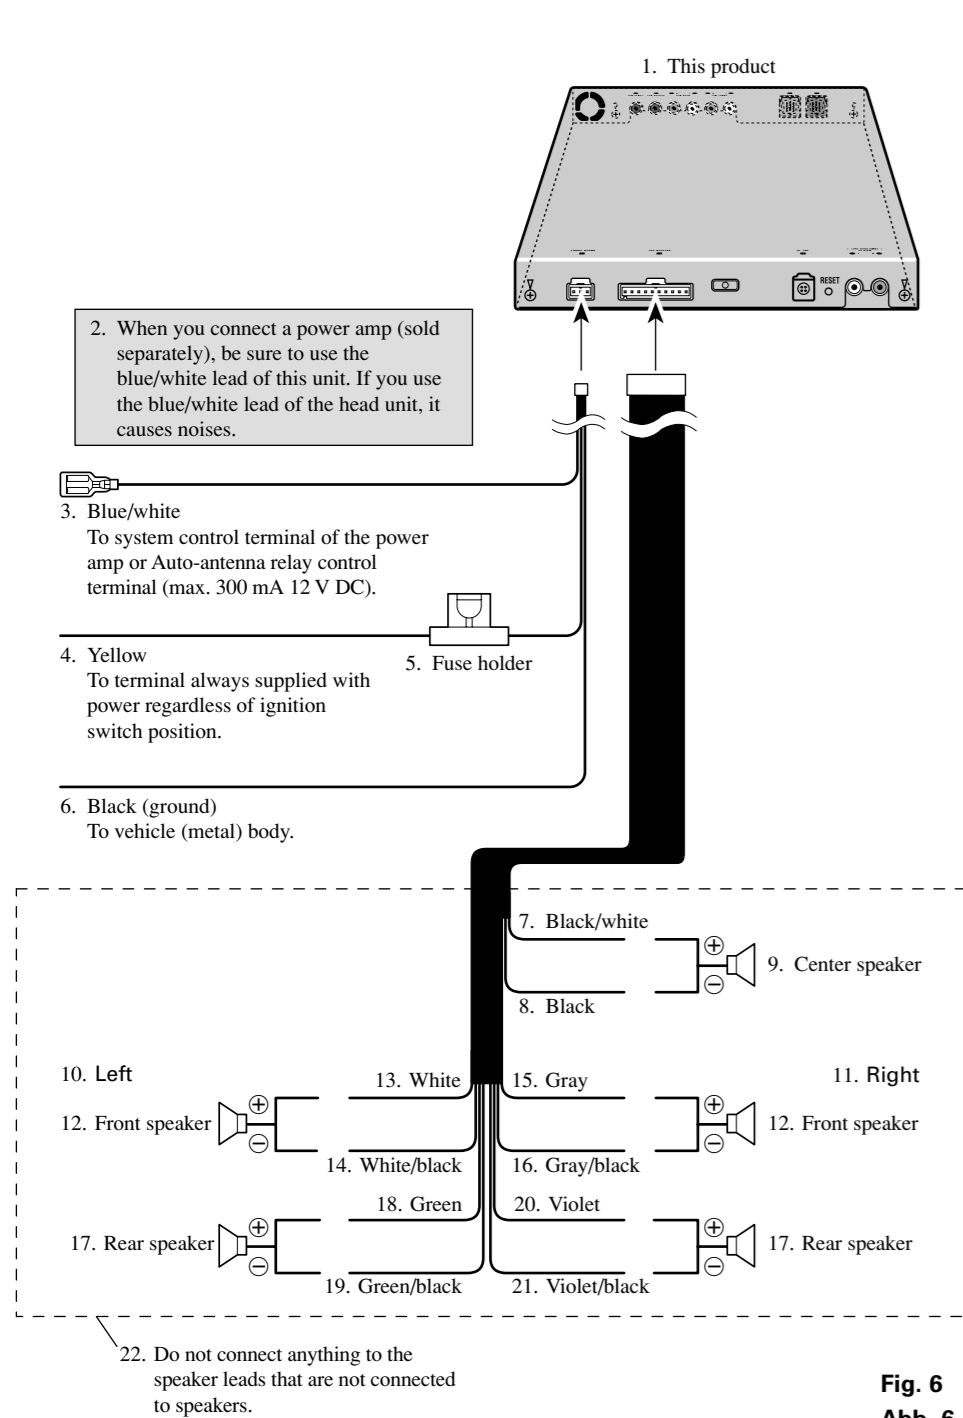 1. This product
RESET
2. When you connect a power amp (sold
separately), be sure to use the
blue/white lead of this unit. If you use
the blue/white lead of the head unit, it
causes noises.
3. Blue/white
To system control terminal of the power
amp or Auto-antenna relay control
terminal (max. 300 mA 12 V DC).
4. Yellow
To terminal always supplied with
power regardless of ignition
switch position.
5. Fuse holder
6. Black (ground)
To vehicle (metal) body.
7. Black/white
8. Black
9. Center speaker
10. Left
11. Right
12. Front speaker
13. White
14. White/black
15. Gray
16. Gray/black
12. Front speaker
17. Rear speaker
18. Green
19. Green/black
20. Violet
21. Violet/black
17. Rear speaker
22. Do not connect anything to the
speaker leads that are not connected
to speakers.
Fig. 6
Abb. 6